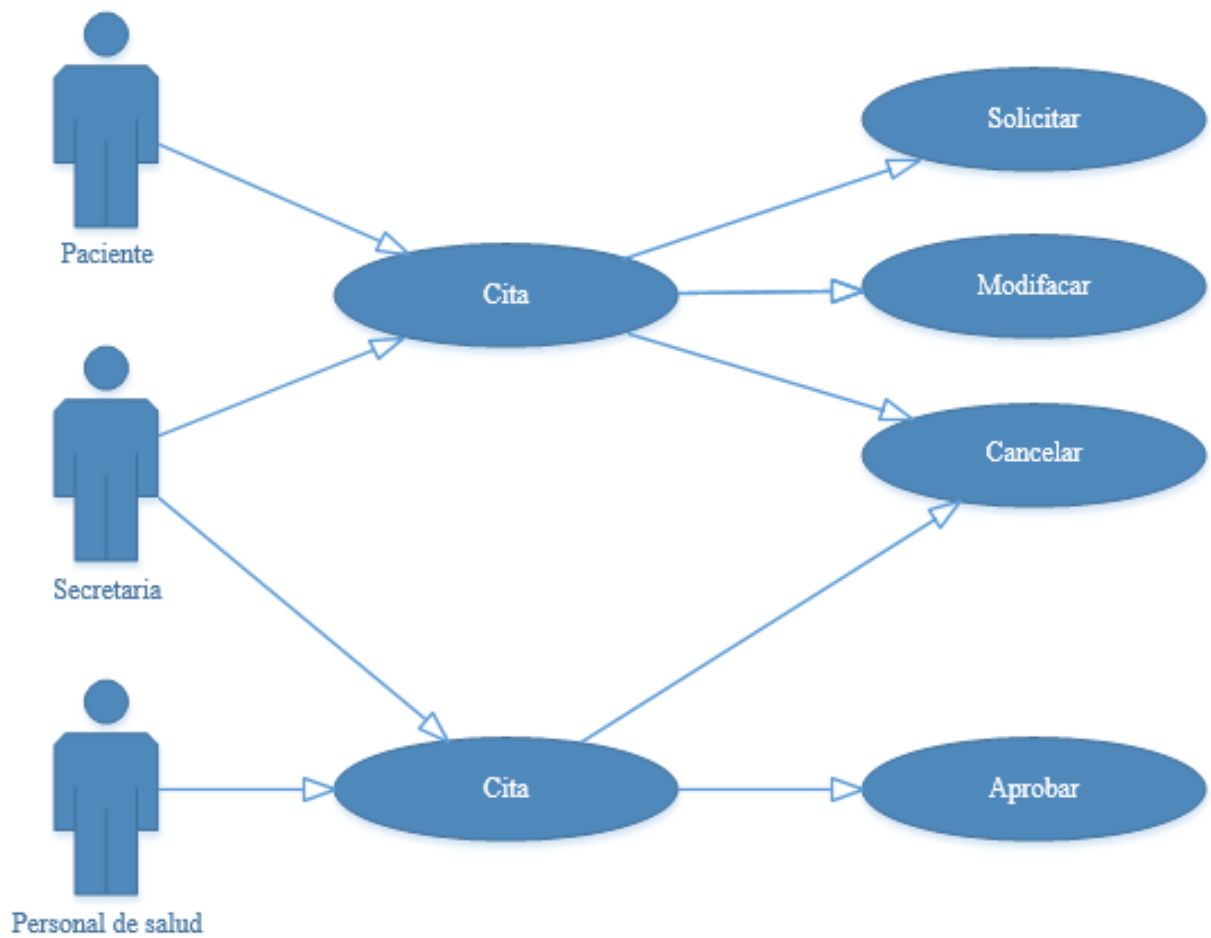 Solicitar
Paciente
Cita
Modifacar
Cancelar
Secretaria
Cita
Aprobar
Personal de salud